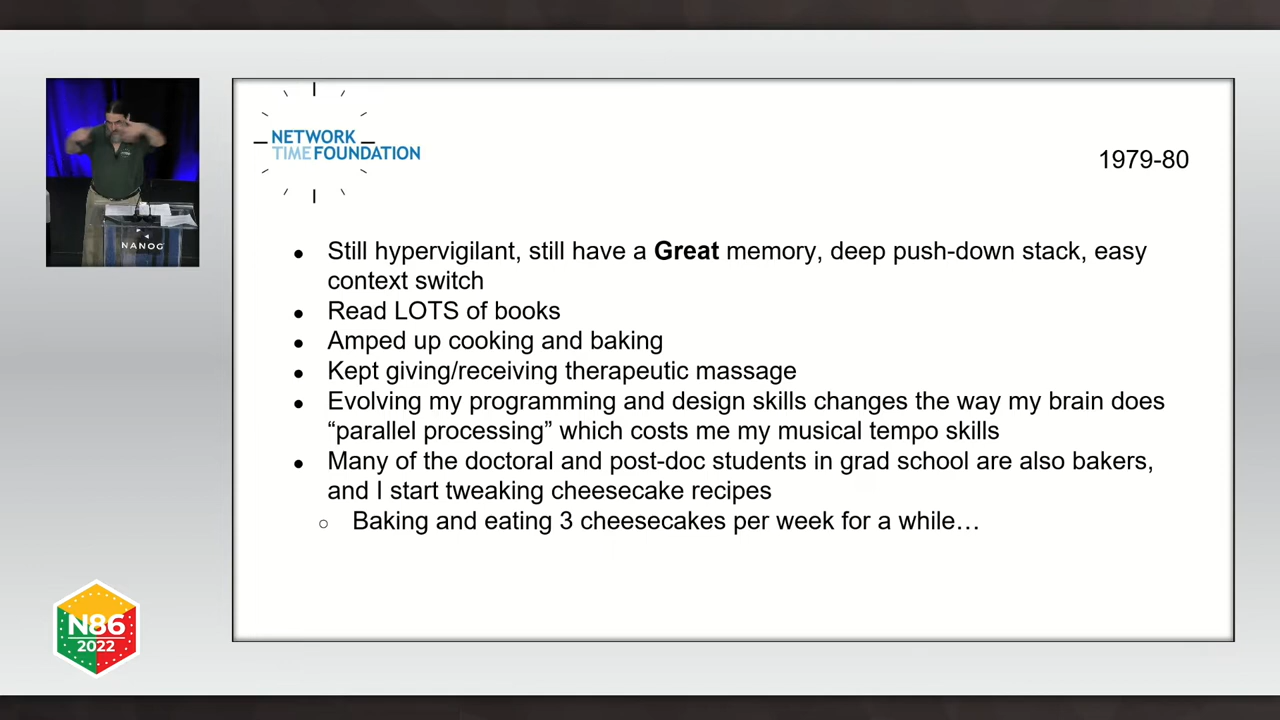 NETWORK
TIME FOUNDATION
1979-80
● Still hypervigilant, still have a Great memory, deep push-down stack, easy
context switch
● Read LOTS of books
● Amped up cooking and baking
● Kept giving/receiving therapeutic massage
● Evolving my programming and design skills changes the way my brain does
“parallel processing” which costs me my musical tempo skills
● Many of the doctoral and post-doc students in grad school are also bakers,
and I start tweaking cheesecake recipes
○ Baking and eating 3 cheesecakes per week for a while…
NANOG
N86
2022